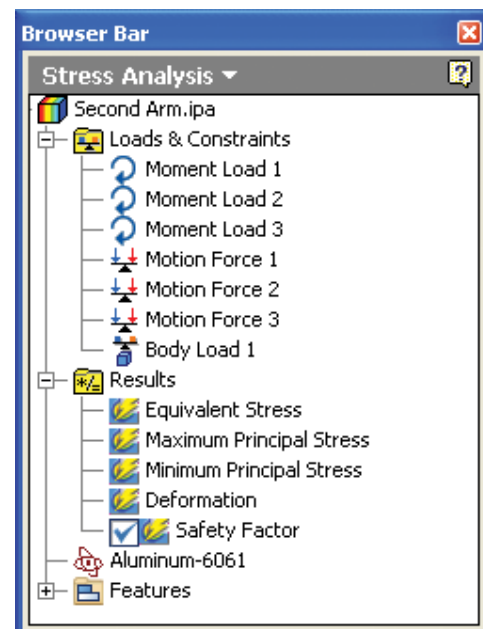 Browser Bar
Stress Analysis
Second Arm.ipa
Loads & Constraints
Moment Load 1
Moment Load 2
Moment Load 3
Motion Force 1
Motion Force 2
Motion Force 3
Body Load 1
Results
Equivalent Stress
Maximum Principal Stress
Minimum Principal Stress
Deformation
Safety Factor
Aluminum-6061
Features